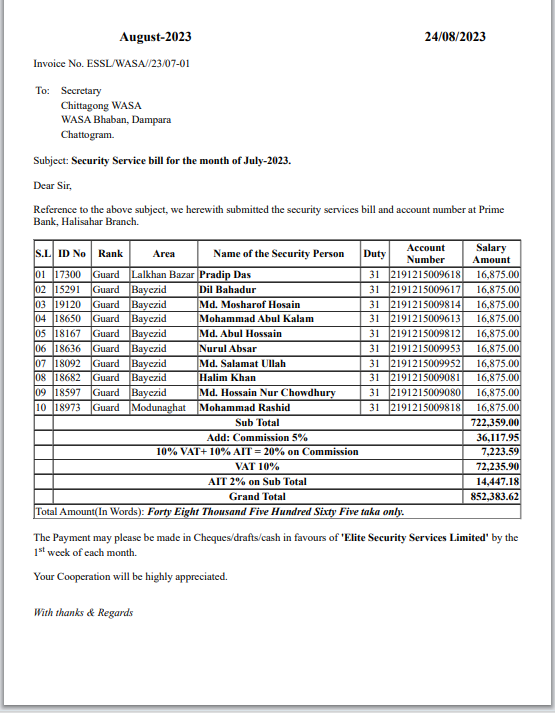 August-2023 24/08/2023
Invoice No. ESSL/WASA//23/07-01
To: Secretary
Chittagong WASA
WASA Bhaban, Dampara
Chattogram.
Subject: Security Service bill for the month of July-2023.
Dear Sir,
Reference to the above subject, we herewith submitted the security services bill and account number at Prime
Bank, Halisahar Branch.
S.L ID No Rank Area Name of the Security Person Duty Account Number Salary Amount
01 17300 Guard Lalkhan Bazar Pradip Das 31 2191215009618 16,875.00
02 15291 Guard Bayezid Dil Bahadur 31 2191215009617 16,875.00
03 19120 Guard Bayezid Md. Mosharof Hosain 31 2191215009814 16,875.00
04 18650 Guard Bayezid Mohammad Abul Kalam 31 2191215009613 16,875.00
05 18167 Guard Bayezid Md. Abul Hossain 31 2191215009812 16,875.00
06 18636 Guard Bayezid Nurul Absar 31 2191215009953 16,875.00
07 18092 Guard Bayezid Md. Salamat Ullah 31 2191215009952 16,875.00
08 18682 Guard Bayezid Halim Khan 31 2191215009081 16,875.00
09 18597 Guard Bayezid Md. Hossain Nur Chowdhury 31 2191215009080 16,875.00
10 18973 Guard Modunaghat Mohammad Rashid 31 2191215009818 16,875.00
Sub Total 722,359.00
Add: Commission 5% 36,117.95
10% VAT+ 10% AIT = 20% on Commission 7,223.59
VAT 10% 72,235.90
AIT 2% on Sub Total 14,447.18
Grand Total 852,383.62
Total Amount(In Words): Forty Eight Thousand Five Hundred Sixty Five taka only.
The Payment may please be made in Cheques/drafts/cash in favours of 'Elite Security Services Limited' by the
1st week of each month.
Your Cooperation will be highly appreciated.
With thanks & Regards